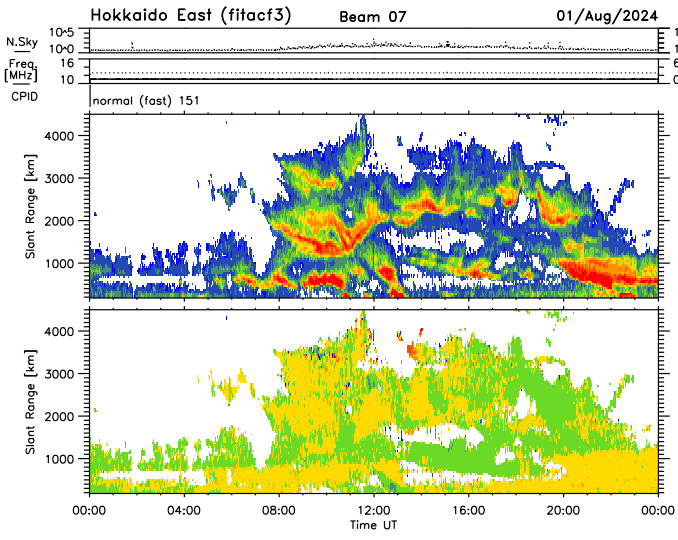 Hokkaido East (fitacf3) Beam 07 01/Aug/2024
N.Sky 10^5 10^0 1 1
Freq. [MHz] 16 10 6 0
CPID normal (fast) 151
Slant Range [km] 4000 3000 2000 1000
Slant Range [km] 4000 3000 2000 1000
00:00 04:00 08:00 12:00 16:00 20:00 00:00
Time UT